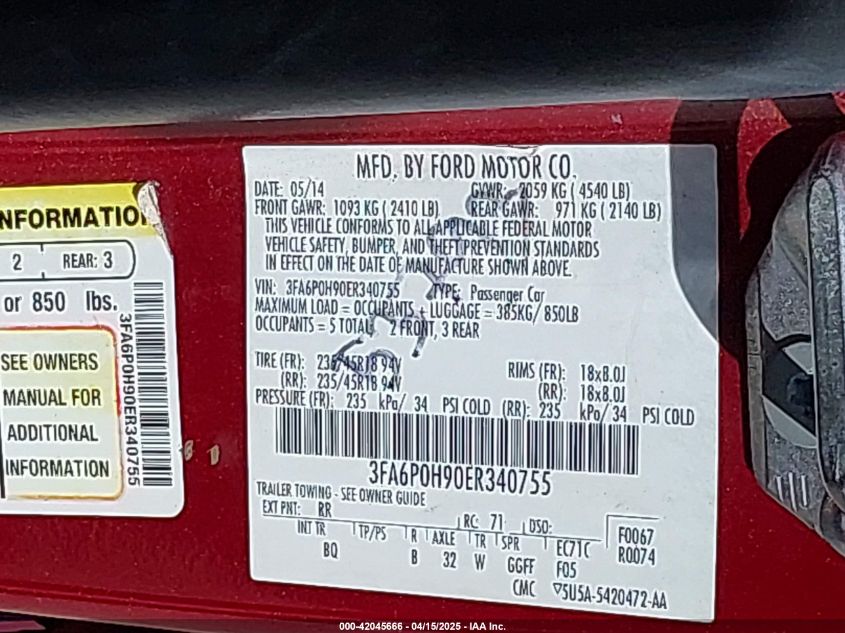 NFORMATIO
2 REAR: 3
or 850 lbs.
SEE OWNERS
MANUAL FOR
ADDITIONAL
INFORMATION
3FA6P0H90ER340755
MFD. BY FORD MOTOR CO.
DATE: 05/14 GVWR: 2059 KG ( 4540 LB)
FRONT GAWR: 1093 KG ( 2410 LB) REAR GAWR: 971 KG ( 2140 LB)
THIS VEHICLE CONFORMS TO ALL APPLICABLE FEDERAL MOTOR
VEHICLE SAFETY, BUMPER, AND THEFT PREVENTION STANDARDS
IN EFFECT ON THE DATE OF MANUFACTURE SHOWN ABOVE.
VIN: 3FA6P0H90ER340755 TYPE: Passenger Car
MAXIMUM LOAD = OCCUPANTS + LUGGAGE = 385KG/ 850LB
OCCUPANTS = 5 TOTAL, 2 FRONT, 3 REAR
TIRE (FR): 235/45R18 94V RIMS (FR): 18x8.0J
(RR): 235/45R18 94V (RR): 18x8.0J
PRESSURE (FR): 235 kPa/ 34 PSI COLD (RR): 235 kPa/ 34 PSI COLD
3FA6P0H90ER340755
TRAILER TOWING - SEE OWNER GUIDE
EXT PNT: RR RC: 71 DSO: F0067
INT TR TP/PS R AXLE TR SPR EC71C R0074
BQ B 32 W GGFF F05
CMC ▽5U5A-5420472-AA
000-42045666 - 04/15/2025 - IAA Inc.